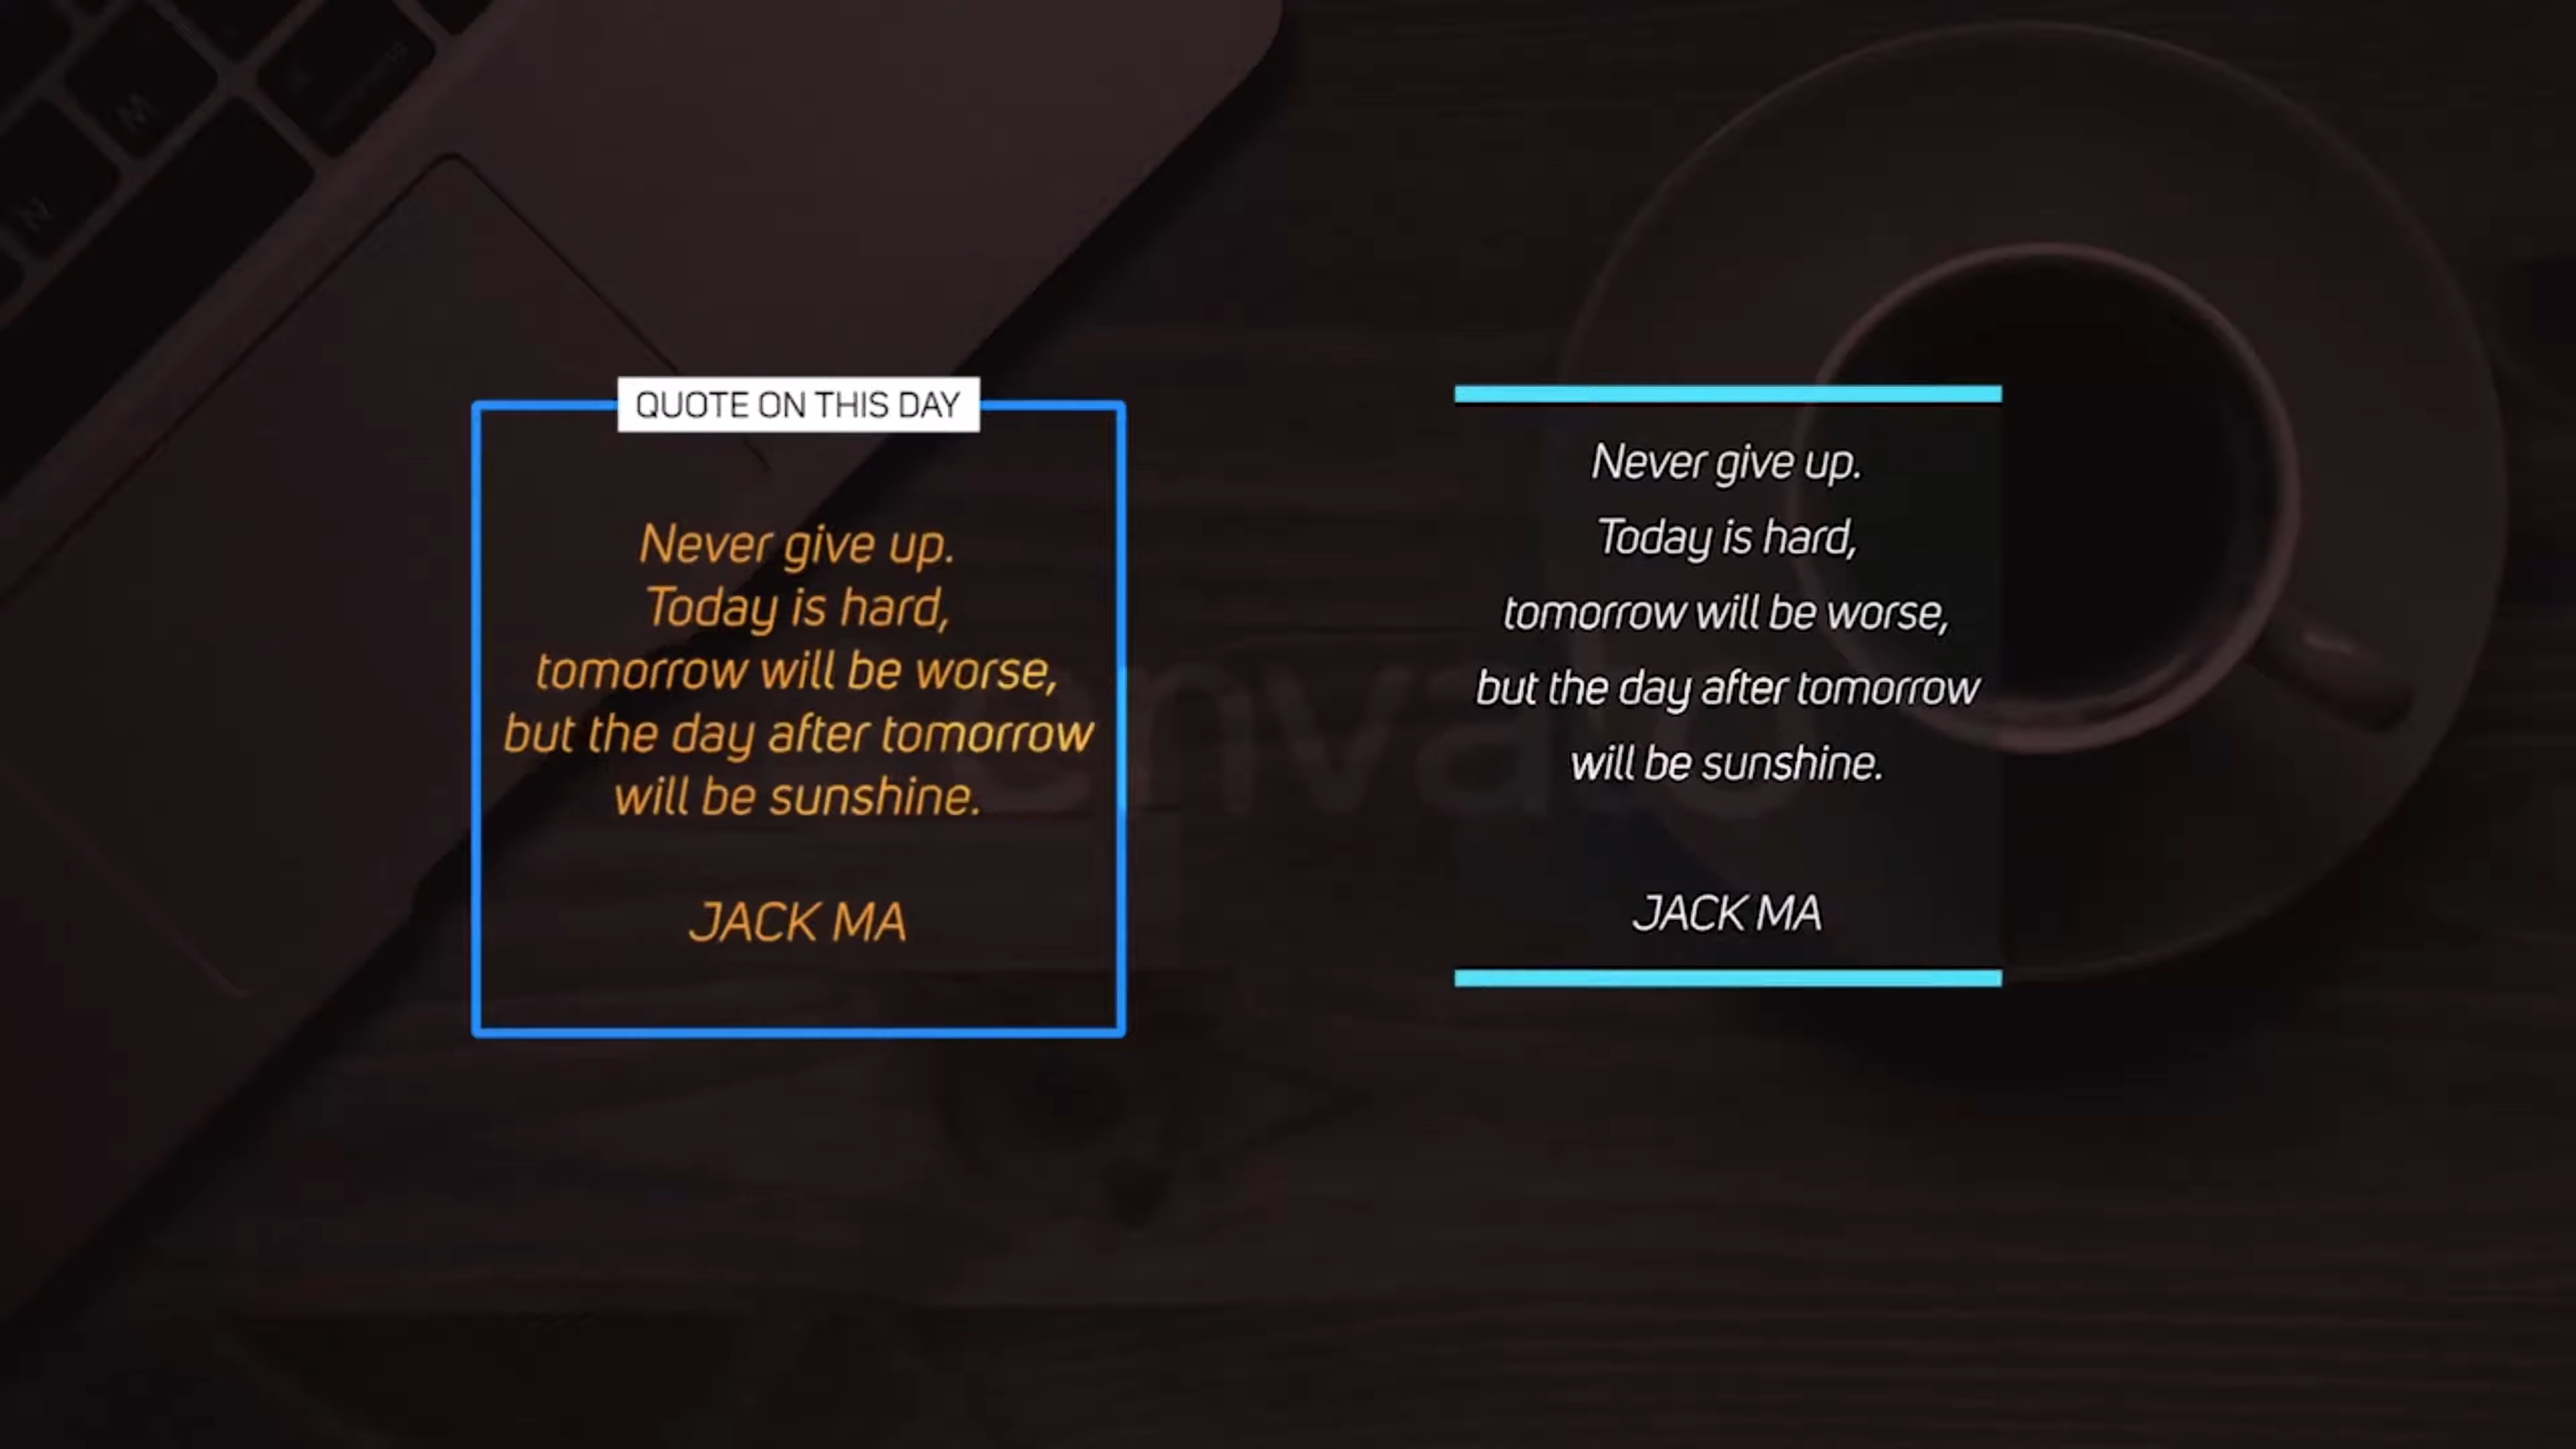 QUOTE ON THIS DAY
Never give up.
Today is hard,
tomorrow will be worse,
but the day after tomorrow
will be sunshine.
JACK MA
Never give up.
Today is hard,
tomorrow will be worse,
but the day after tomorrow
will be sunshine.
JACK MA
envato
M
N